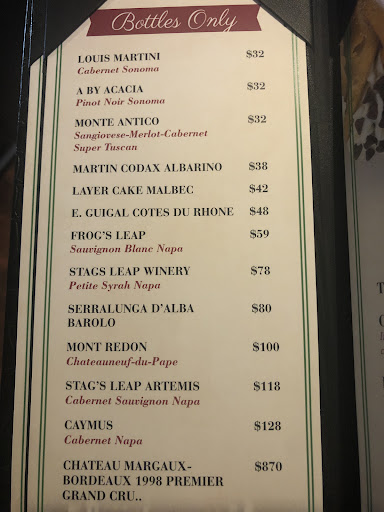 Bottles Only
LOUIS MARTINI $32
Cabernet Sonoma
A BY ACACIA $32
Pinot Noir Sonoma
MONTE ANTICO $32
Sangiovese-Merlot-Cabernet
Super Tuscan
MARTIN CODAX ALBARINO $38
LAYER CAKE MALBEC $42
E. GUIGAL COTES DU RHONE $48
FROG'S LEAP $59
Sauvignon Blanc Napa
STAGS LEAP WINERY $78
Petite Syrah Napa
SERRALUNGA D'ALBA $80
BAROLO
MONT REDON $100
Chateauneuf-du-Pape
STAG'S LEAP ARTEMIS $118
Cabernet Sauvignon Napa
CAYMUS $128
Cabernet Napa
CHATEAU MARGAUX- $870
BORDEAUX 1998 PREMIER
GRAND CRU..